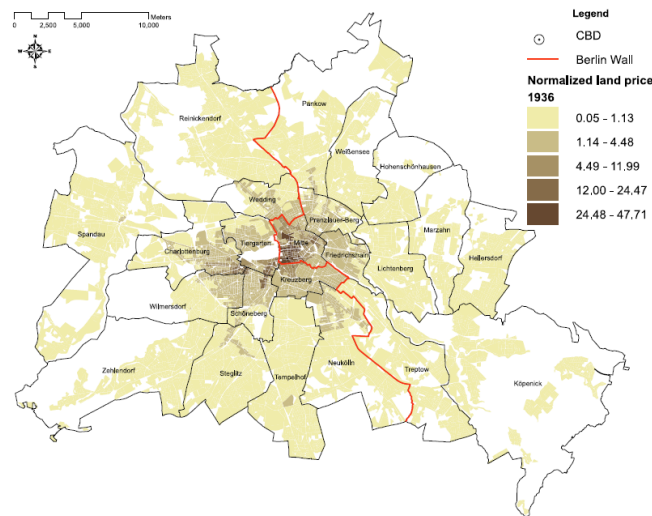 0 2,500 5,000 10,000 Meters
N
W E
S
Legend
CBD
Berlin Wall
Normalized land price
1936
0.05 - 1.13
1.14 - 4.48
4.49 - 11.99
12.00 - 24.47
24.48 - 47.71
Pankow
Reinickendorf
Weißensee
Hohenschönhausen
Wedding
Prenzlauer-Berg
Marzahn
Spandau
Tiergarten
Mitte
Charlottenburg
Friedrichshain
Hellersdorf
Lichtenberg
Kreuzberg
Wilmersdorf
Schöneberg
Zehlendorf
Steglitz
Tempelhof
Neukölln
Treptow
Köpenick